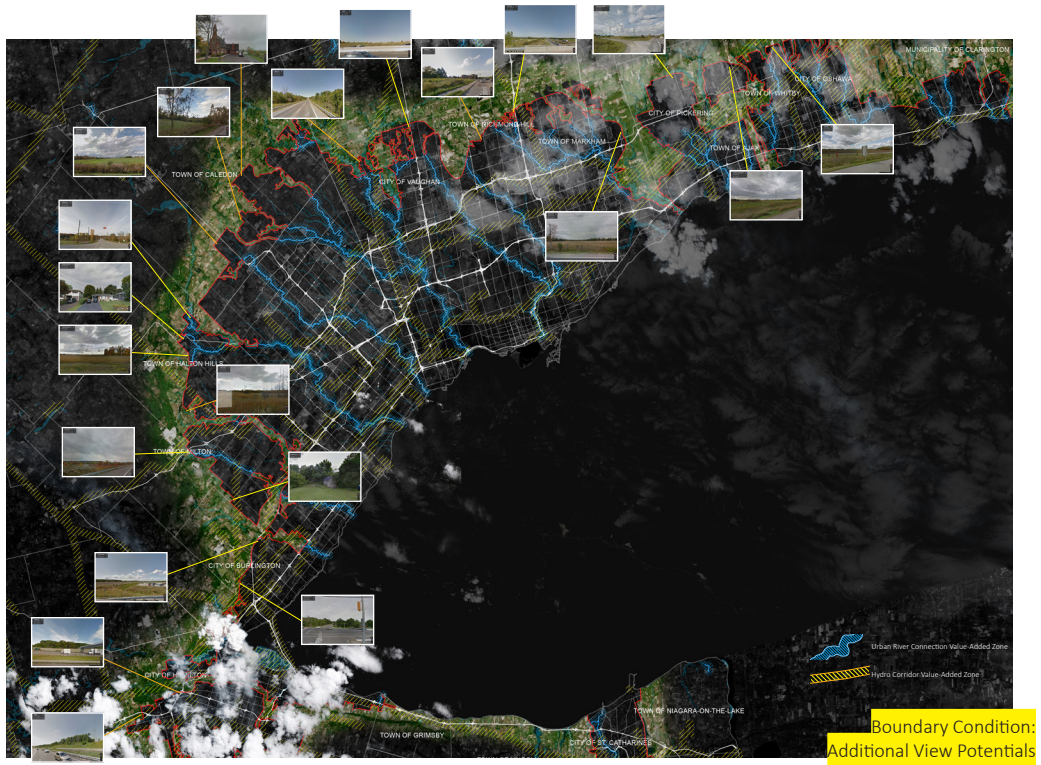 MUNICIPALITY OF CLARINGTON
CITY OF OSHAWA
TOWN OF WHITBY
CITY OF PICKERING
TOWN OF RICHMOND HILL
TOWN OF MARKHAM
TOWN OF AJAX
TOWN OF CALEDON
CITY OF VAUGHAN
TOWN OF HALTON HILLS
TOWN OF MILTON
CITY OF BURLINGTON
Urban River Connection Value-Added Zone
CITY OF HAMILTON
Hydro Corridor Value-Added Zone
TOWN OF NIAGARA-ON-THE-LAKE
Boundary Condition:
TOWN OF GRIMSBY
CITY OF ST. CATHARINES
Additional View Potentials